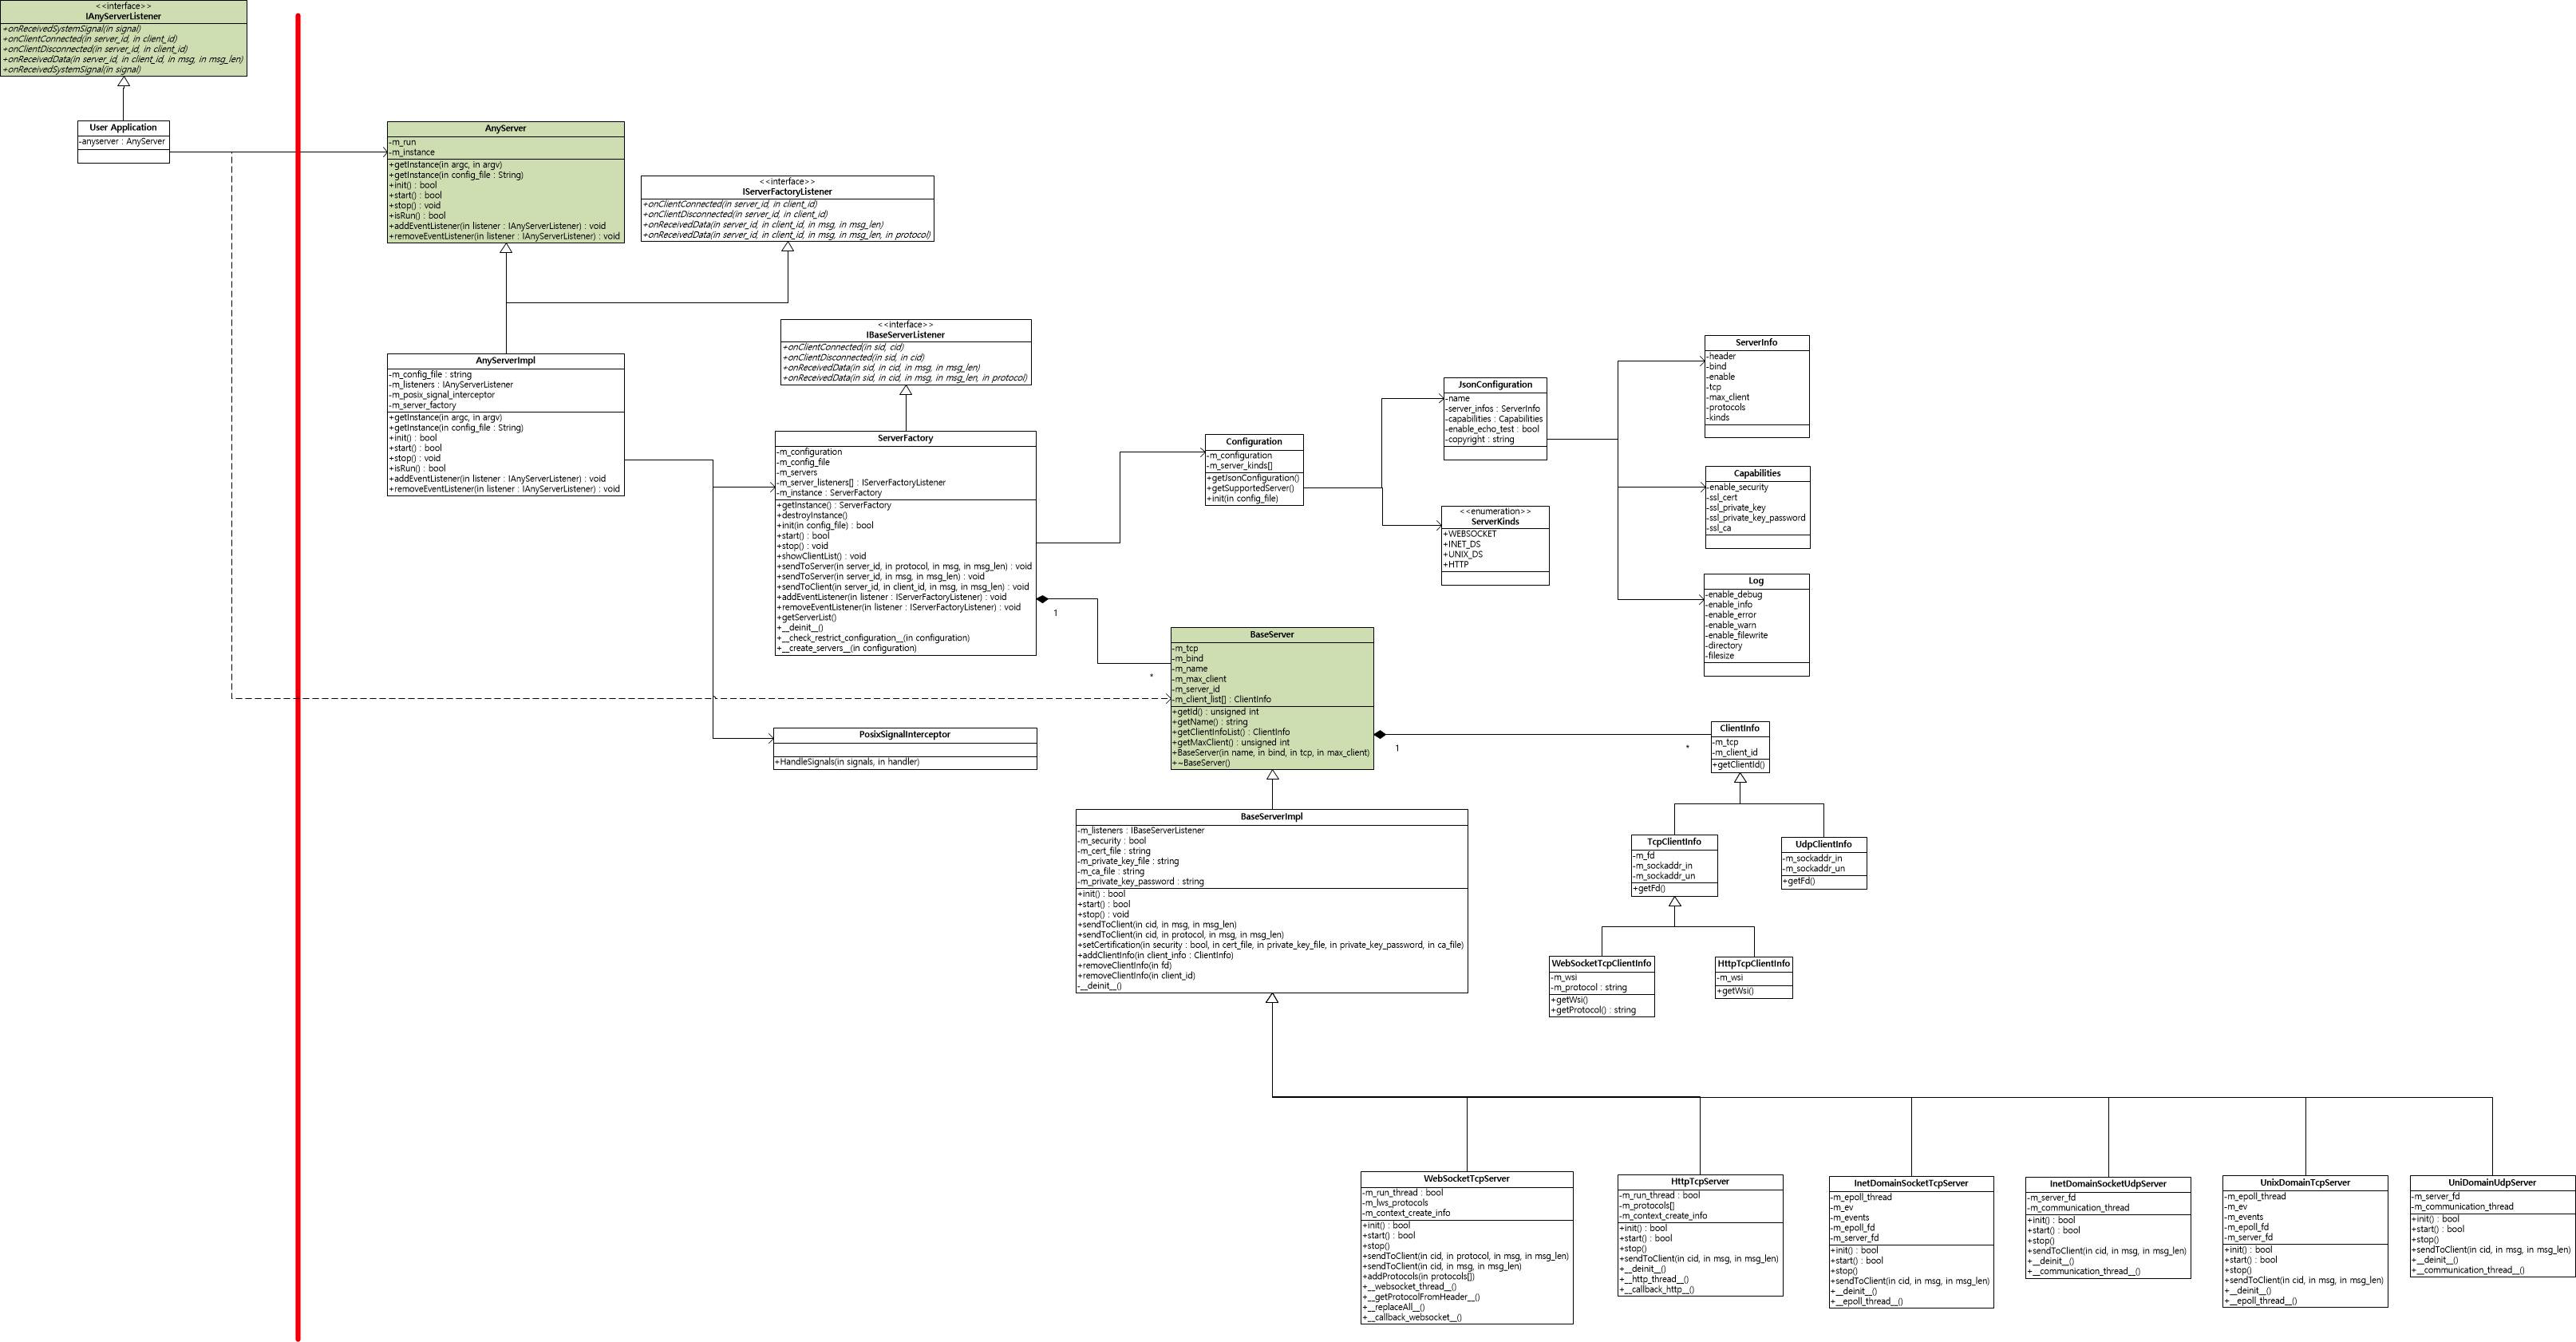 <<interface>>
IAnyServerListener
+onReceivedSystemSignal(in signal)
+onClientConnected(in server_id, in client_id)
+onClientDisconnected(in server_id, in client_id)
+onReceivedData(in server_id, in client_id, in msg, in msg_len)
+onReceivedSystemSignal(in signal)
User Application
-anyserver : AnyServer
AnyServer
-m_run
-m_instance
+getInstance(in argc, in argv)
+getInstance(in config_file : String)
+init() : bool
+start() : bool
+stop() : void
+isRun() : bool
+addEventListener(in listener : IAnyServerListener) : void
+removeEventListener(in listener : IAnyServerListener) : void
<<interface>>
IServerFactoryListener
+onClientConnected(in server_id, in client_id)
+onClientDisconnected(in server_id, in client_id)
+onReceivedData(in server_id, in client_id, in msg, in msg_len)
+onReceivedData(in server_id, in client_id, in msg, in msg_len, in protocol)
AnyServerImpl
-m_config_file : string
-m_listeners : IAnyServerListener
-m_posix_signal_interceptor
-m_server_factory
+getInstance(in argc, in argv)
+getInstance(in config_file : String)
+init() : bool
+start() : bool
+stop() : void
+isRun() : bool
+addEventListener(in listener : IAnyServerListener) : void
+removeEventListener(in listener : IAnyServerListener) : void
<<interface>>
IBaseServerListener
+onClientConnected(in sid, cid)
+onClientDisconnected(in sid, in cid)
+onReceivedData(in sid, in cid, in msg, in msg_len)
+onReceivedData(in sid, in cid, in msg, in msg_len, in protocol)
ServerFactory
-m_configuration
-m_config_file
-m_servers
-m_server_listeners[] : IServerFactoryListener
-m_instance : ServerFactory
+getInstance() : ServerFactory
+destroyInstance()
+init(in config_file) : bool
+start() : bool
+stop() : void
+showClientList() : void
+sendToServer(in server_id, in protocol, in msg, in msg_len) : void
+sendToServer(in server_id, in msg, in msg_len) : void
+sendToClient(in server_id, in client_id, in msg, in msg_len) : void
+addEventListener(in listener : IServerFactoryListener) : void
+removeEventListener(in listener : IServerFactoryListener) : void
+getServerList()
+__deinit__()
+__check_restrict_configuration__(in configuration)
+__create_servers__(in configuration)
1
*
PosixSignalInterceptor
+HandleSignals(in signals, in handler)
Configuration
-m_configuration
-m_server_kinds[]
+getJsonConfiguration()
+getSupportedServer()
+init(in config_file)
JsonConfiguration
-name
-server_infos : ServerInfo
-capabilities : Capabilities
-enable_echo_test : bool
-copyright : string
<<enumeration>>
ServerKinds
+WEBSOCKET
+INET_DS
+UNIX_DS
+HTTP
ServerInfo
-header
-bind
-enable
-tcp
-max_client
-protocols
-kinds
Capabilities
-enable_security
-ssl_cert
-ssl_private_key
-ssl_private_key_password
-ssl_ca
Log
-enable_debug
-enable_info
-enable_error
-enable_warn
-enable_filewrite
-directory
-filesize
BaseServer
-m_tcp
-m_bind
-m_name
-m_max_client
-m_server_id
-m_client_list[] : ClientInfo
+getId() : unsigned int
+getName() : string
+getClientInfoList() : ClientInfo
+getMaxClient() : unsigned int
+BaseServer(in name, in bind, in tcp, in max_client)
+~BaseServer()
1
*
ClientInfo
-m_tcp
-m_client_id
+getClientId()
TcpClientInfo
-m_fd
-m_sockaddr_in
-m_sockaddr_un
+getFd()
UdpClientInfo
-m_sockaddr_in
-m_sockaddr_un
+getFd()
WebSocketTcpClientInfo
-m_wsi
-m_protocol : string
+getWsi()
+getProtocol() : string
HttpTcpClientInfo
-m_wsi
+getWsi()
BaseServerImpl
-m_listeners : IBaseServerListener
-m_security : bool
-m_cert_file : string
-m_private_key_file : string
-m_ca_file : string
-m_private_key_password : string
+init() : bool
+start() : bool
+stop() : void
+sendToClient(in cid, in msg, in msg_len)
+sendToClient(in cid, in protocol, in msg, in msg_len)
+setCertification(in security : bool, in cert_file, in private_key_file, in private_key_password, in ca_file)
+addClientInfo(in client_info : ClientInfo)
+removeClientInfo(in fd)
+removeClientInfo(in client_id)
-__deinit__()
WebSocketTcpServer
-m_run_thread : bool
-m_lws_protocols
-m_context_create_info
+init() : bool
+start() : bool
+stop()
+sendToClient(in cid, in protocol, in msg, in msg_len)
+sendToClient(in cid, in msg, in msg_len)
+addProtocols(in protocols[])
+__websocket_thread__()
+__getProtocolFromHeader__()
+__replaceAll__()
+__callback_websocket__()
HttpTcpServer
-m_run_thread : bool
-m_protocols[]
-m_context_create_info
+init() : bool
+start() : bool
+stop()
+sendToClient(in cid, in msg, in msg_len)
+__deinit__()
+__http_thread__()
+__callback_http__()
InetDomainSocketTcpServer
-m_epoll_thread
-m_ev
-m_events
-m_epoll_fd
-m_server_fd
+init() : bool
+start() : bool
+stop()
+sendToClient(in cid, in msg, in msg_len)
+__deinit__()
+__epoll_thread__()
InetDomainSocketUdpServer
-m_server_fd
-m_communication_thread
+init() : bool
+start() : bool
+stop()
+sendToClient(in cid, in msg, in msg_len)
+__deinit__()
+__communication_thread__()
UnixDomainTcpServer
-m_epoll_thread
-m_ev
-m_events
-m_epoll_fd
-m_server_fd
+init() : bool
+start() : bool
+stop()
+sendToClient(in cid, in msg, in msg_len)
+__deinit__()
+__epoll_thread__()
UniDomainUdpServer
-m_server_fd
-m_communication_thread
+init() : bool
+start() : bool
+stop()
+sendToClient(in cid, in msg, in msg_len)
+__deinit__()
+__communication_thread__()